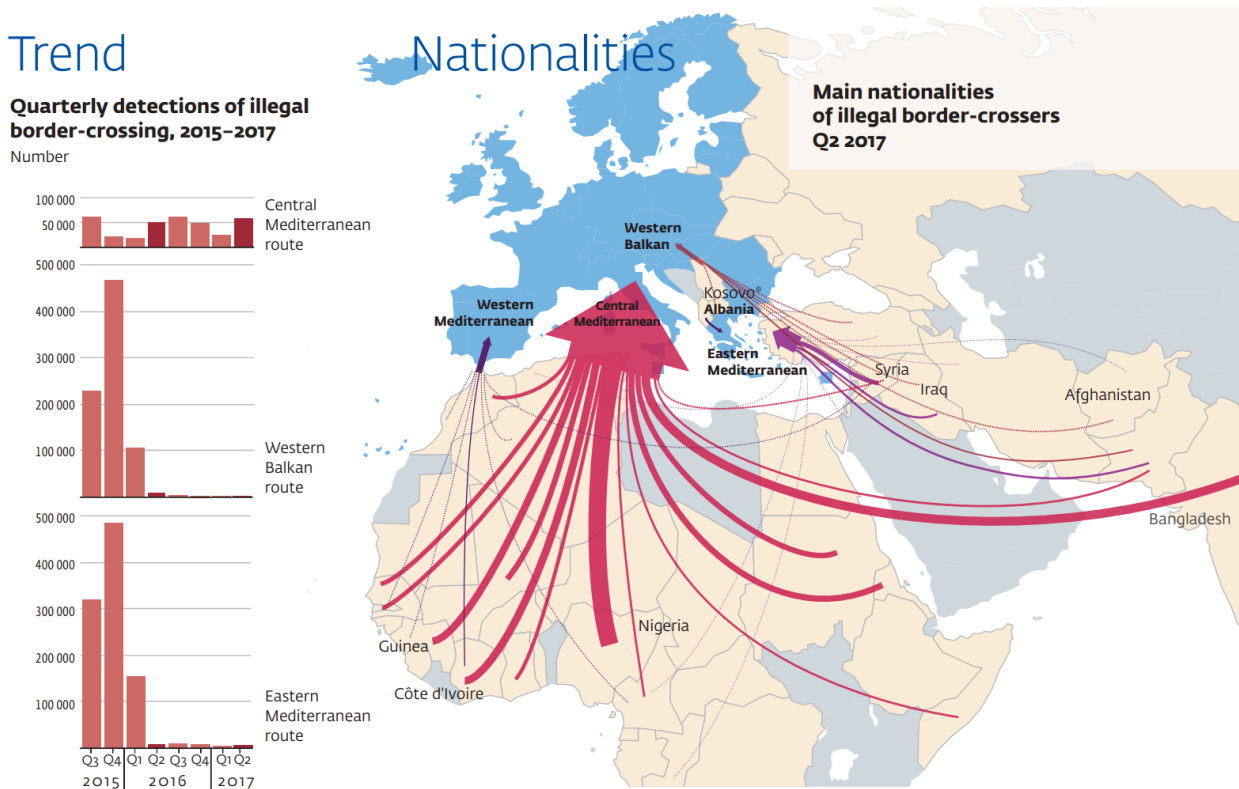 Trend
Quarterly detections of illegal
border-crossing, 2015–2017
Number
100 000
50 000
Central
Mediterranean
route
500 000
400 000
300 000
200 000
100 000
Western
Balkan
route
500 000
400 000
300 000
200 000
100 000
Eastern
Mediterranean
route
Q3 Q4 Q1 Q2 Q3 Q4 Q1 Q2
2015 2016 2017
Nationalities
Main nationalities
of illegal border-crossers
Q2 2017
Western
Balkan
Kosovo*
Albania
Western
Mediterranean
Central
Mediterranean
Eastern
Mediterranean
Syria
Iraq
Afghanistan
Bangladesh
Nigeria
Guinea
Côte d'Ivoire